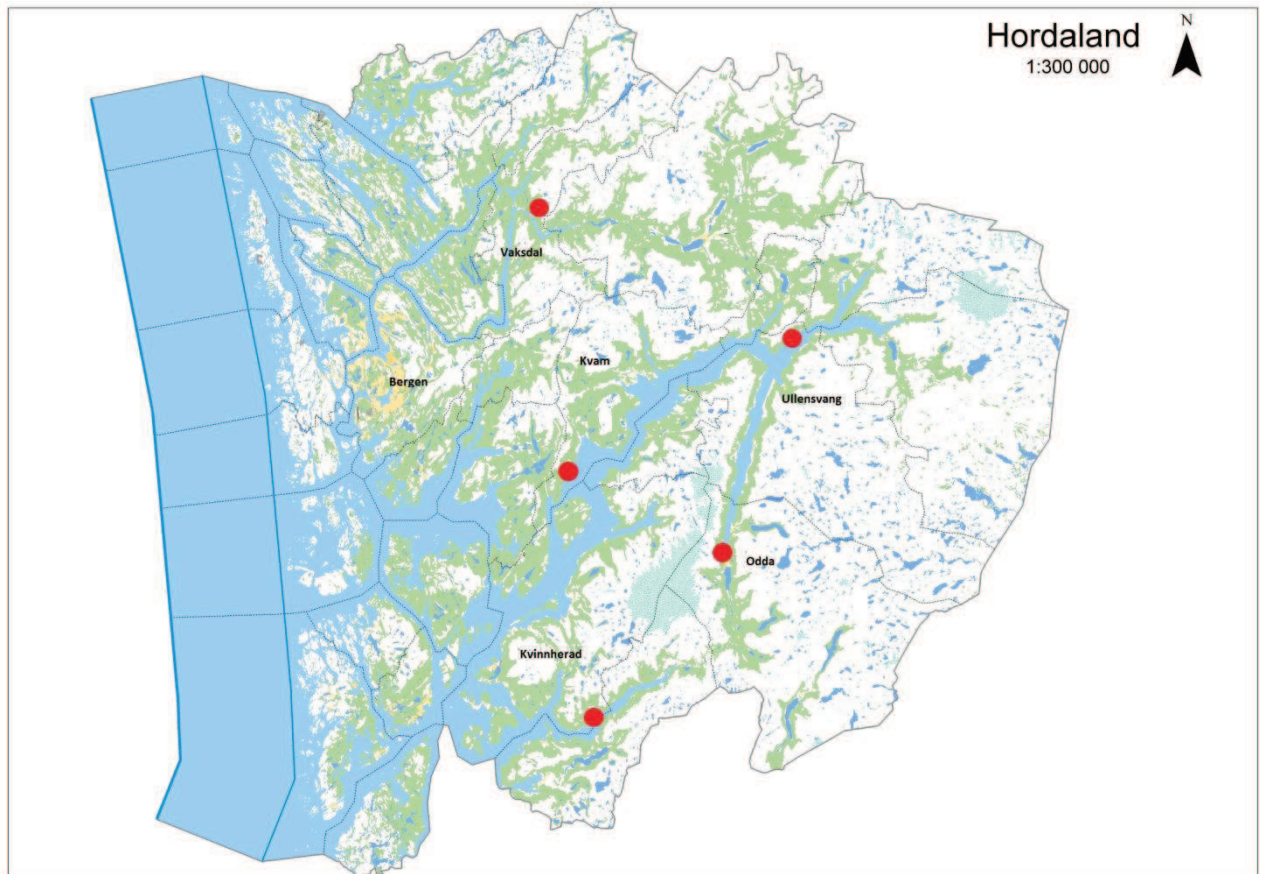 Hordaland
1:300 000
N
Vaksdal
Kvam
Bergen
Ullensvang
Odda
Kvinnherad